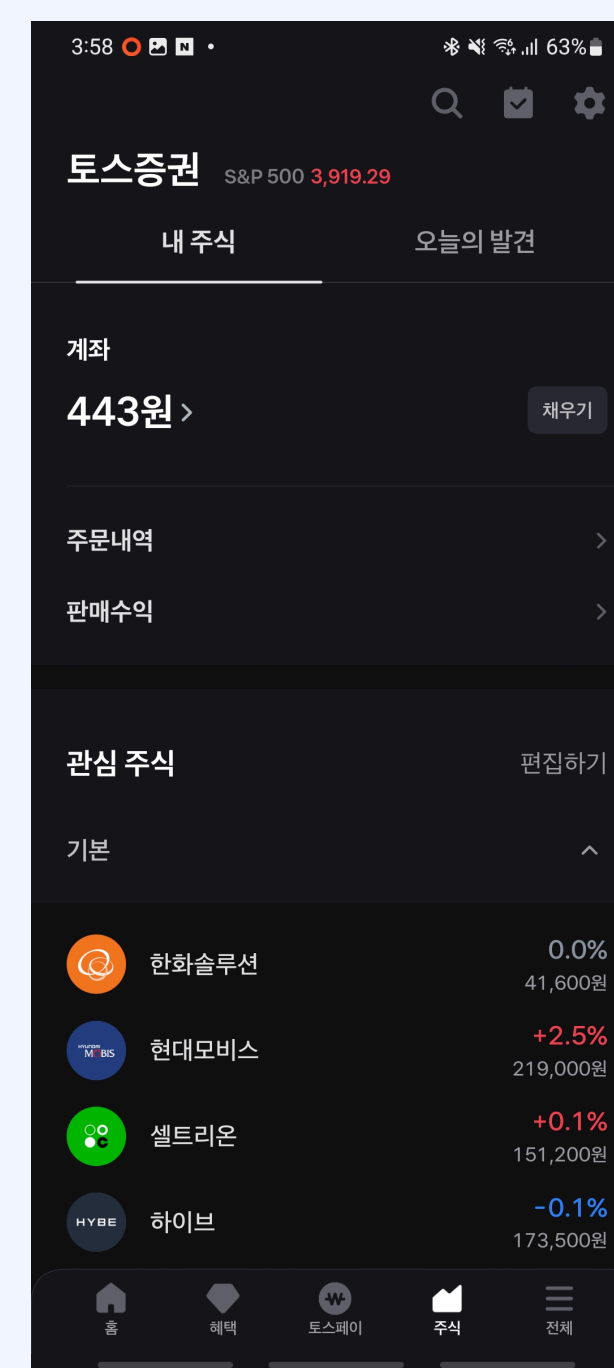 3:58 N 63%
토스증권 S&P 500 3,919.29
내 주식 오늘의 발견
계좌
443원 채우기
주문내역
판매수익
관심 주식 편집하기
기본
한화솔루션 0.0%
41,600원
HYUNDAI MOBIS 현대모비스 +2.5%
219,000원
셀트리온 +0.1%
151,200원
HYBE 하이브 -0.1%
173,500원
홈 혜택 토스페이 주식 전체